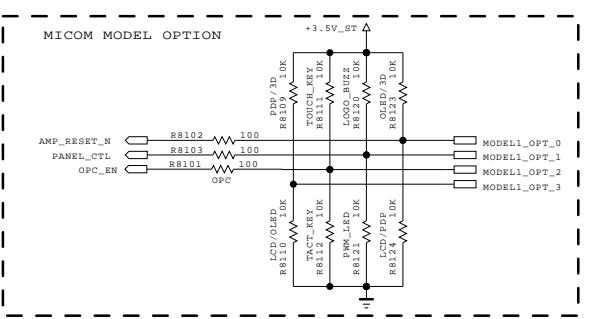 MICOM MODEL OPTION
+3.5V_ST
PDP/3D
R8109 10K
TOUCH_KEY
R8111 10K
LOGO_BUZZ
R8120 10K
OLED/3D
R8123 10K
AMP_RESET_N
R8102
100
MODEL1_OPT_0
PANEL_CTL
R8103
100
MODEL1_OPT_1
OPC_EN
R8101
100
MODEL1_OPT_2
OPC
MODEL1_OPT_3
LCD/OLED
R8110 10K
TACT_KEY
R8112 10K
PWM_LED
R8121 10K
LCD/PDP
R8124 10K